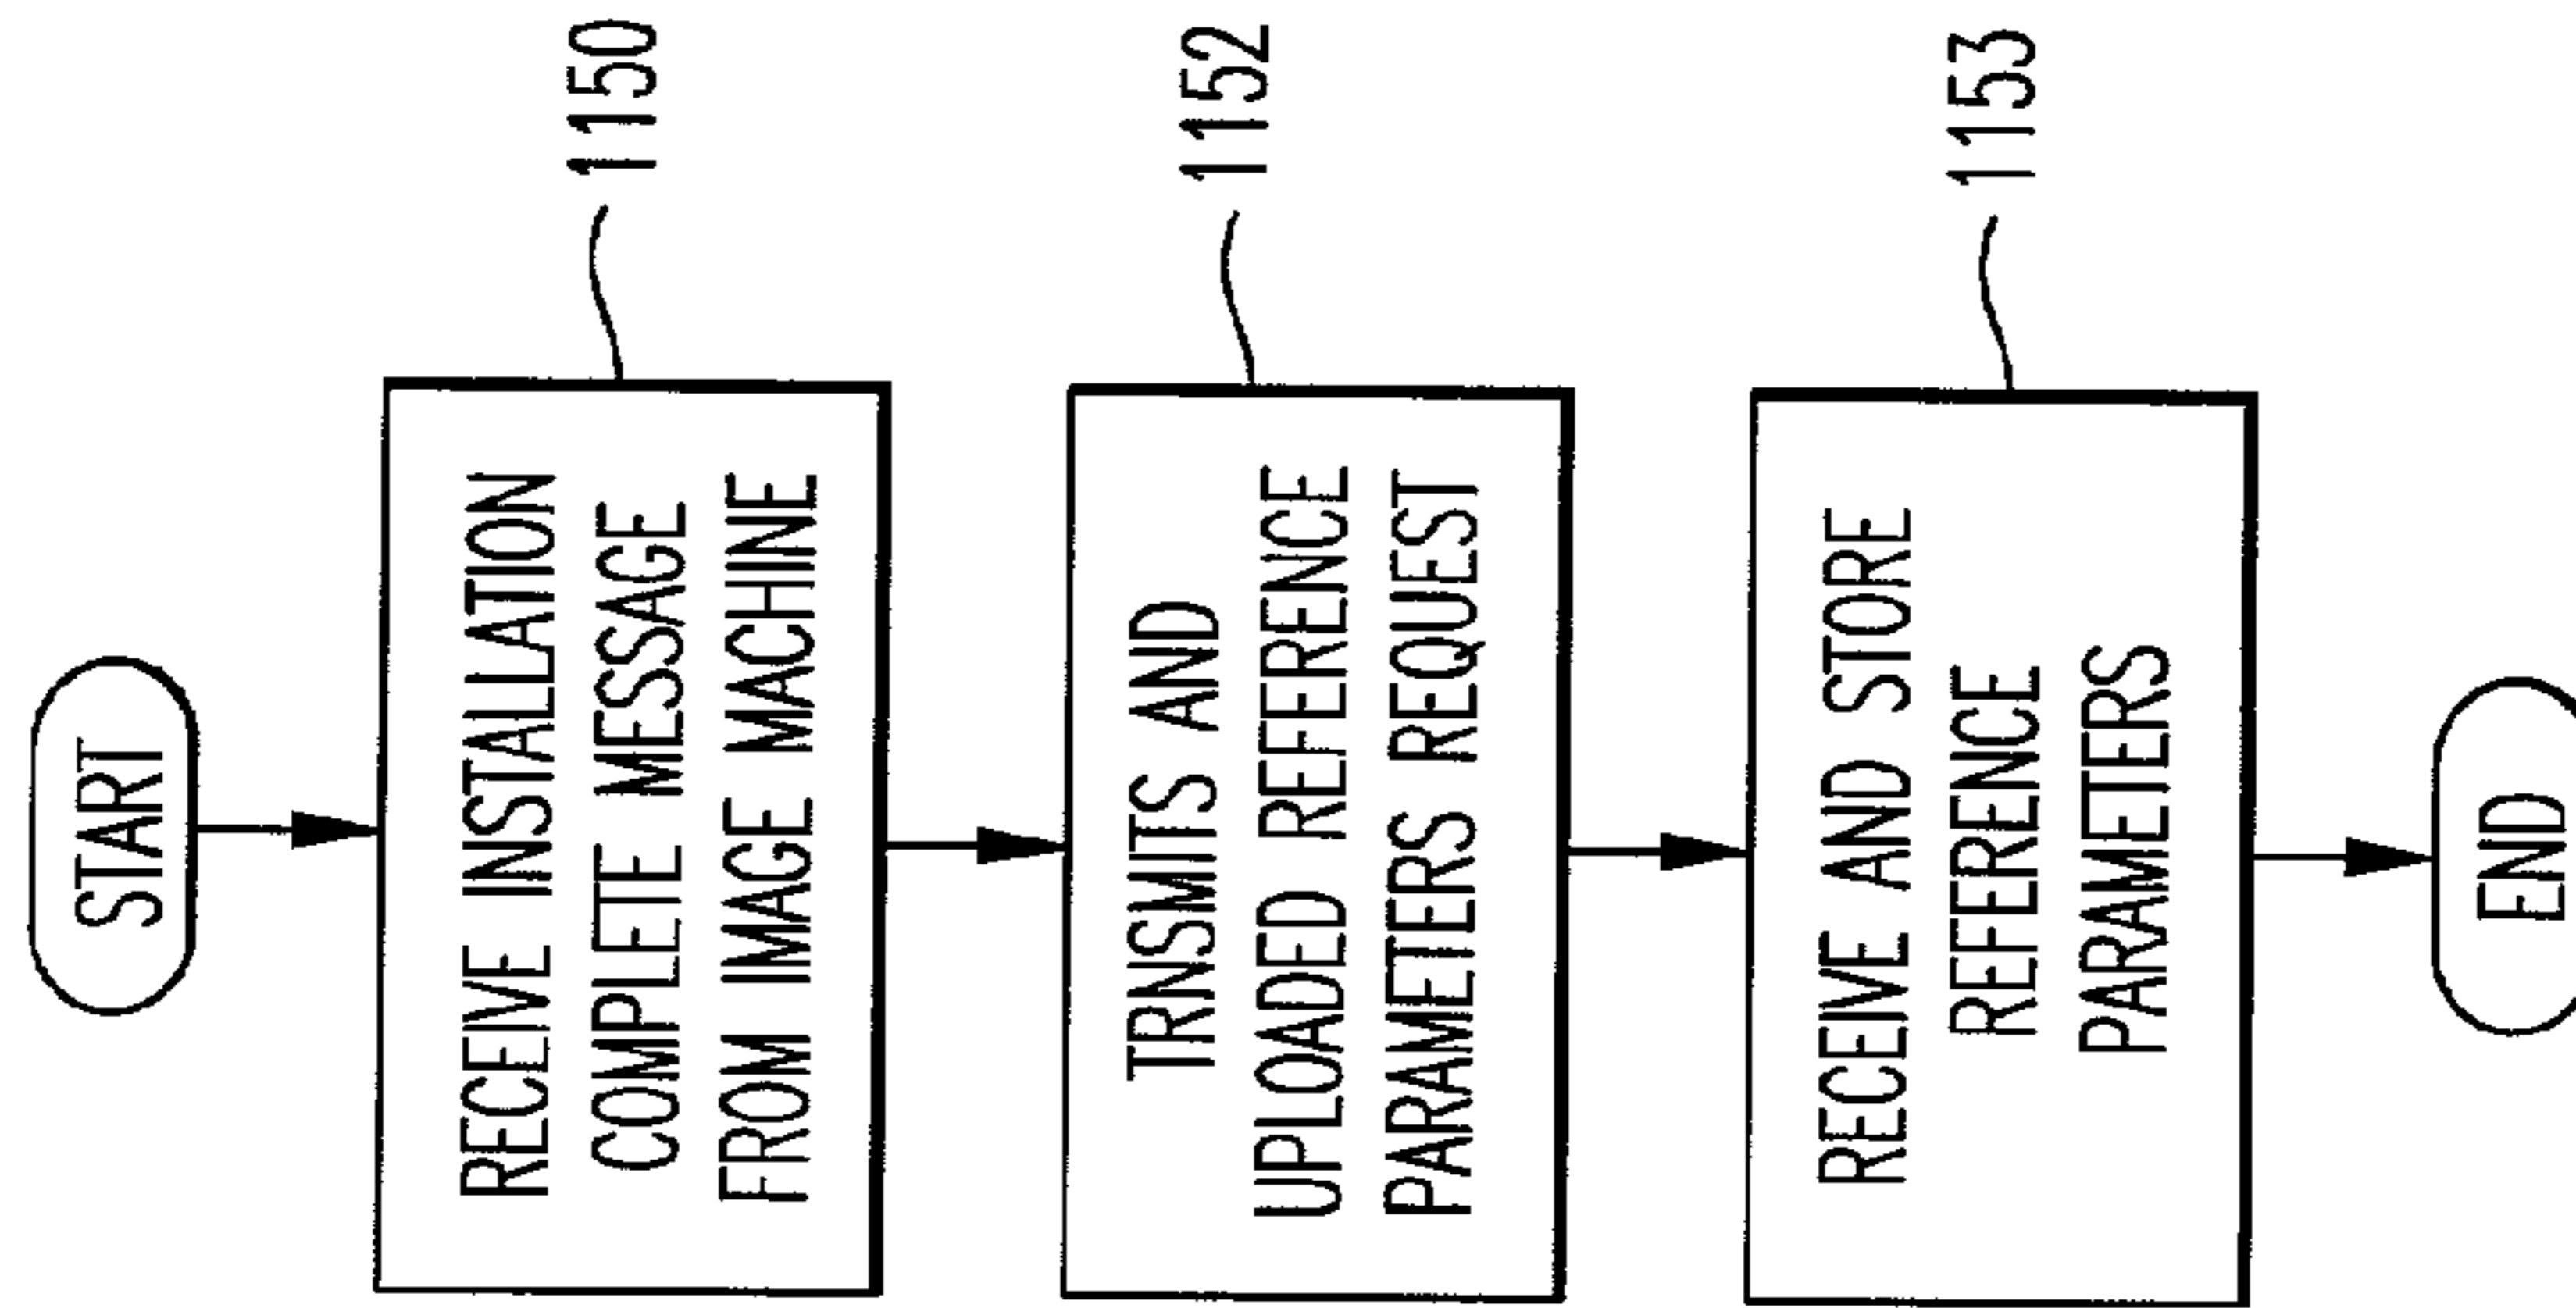 START
RECEIVE INSTALLATION
COMPLETE MESSAGE
FROM IMAGE MACHINE
1150
TRNSMITS AND
UPLOADED REFERENCE
PARAMETERS REQUEST
1152
RECEIVE AND STORE
REFERENCE
PARAMETERS
1153
END